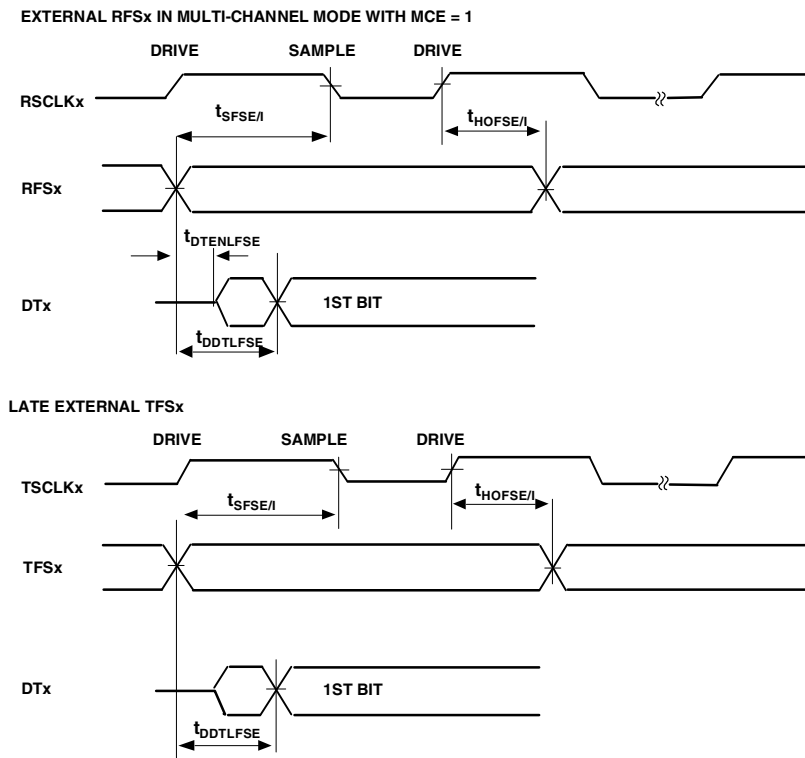 EXTERNAL RFSx IN MULTI-CHANNEL MODE WITH MCE = 1
DRIVE SAMPLE DRIVE
RSCLKx
tSFSE/I tHOFSE/I
RFSx
tDTENLFSE
DTx 1ST BIT
tDDTLFSE
LATE EXTERNAL TFSx
DRIVE SAMPLE DRIVE
TSCLKx
tSFSE/I tHOFSE/I
TFSx
DTx 1ST BIT
tDDTLFSE